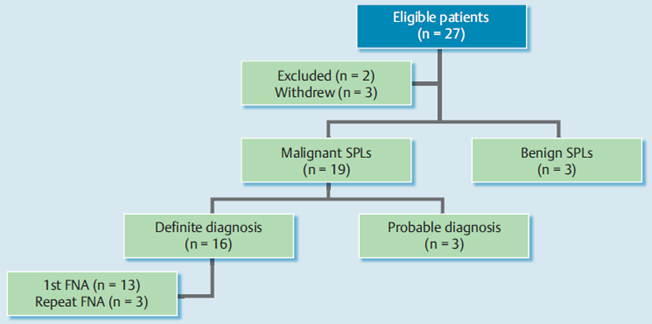 Eligible patients
(n = 27)
Excluded (n = 2)
Withdrew (n = 3)
Malignant SPLs
(n = 19)
Benign SPLs
(n = 3)
Definite diagnosis
(n = 16)
Probable diagnosis
(n = 3)
1st FNA (n = 13)
Repeat FNA (n = 3)